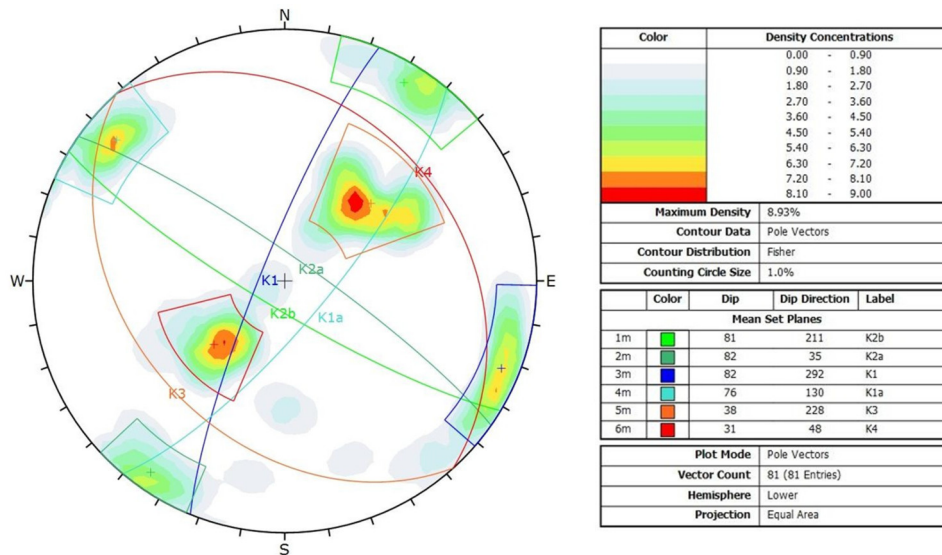 N
W
E
S
K4
K1
K2a
K2b
K1a
K3
Color Density Concentrations
0.00 - 0.90
0.90 - 1.80
1.80 - 2.70
2.70 - 3.60
3.60 - 4.50
4.50 - 5.40
5.40 - 6.30
6.30 - 7.20
7.20 - 8.10
8.10 - 9.00
Maximum Density 8.93%
Contour Data Pole Vectors
Contour Distribution Fisher
Counting Circle Size 1.0%
Color Dip Dip Direction Label
Mean Set Planes
1m 81 211 K2b
2m 82 35 K2a
3m 82 292 K1
4m 76 130 K1a
5m 38 228 K3
6m 31 48 K4
Plot Mode Pole Vectors
Vector Count 81 (81 Entries)
Hemisphere Lower
Projection Equal Area